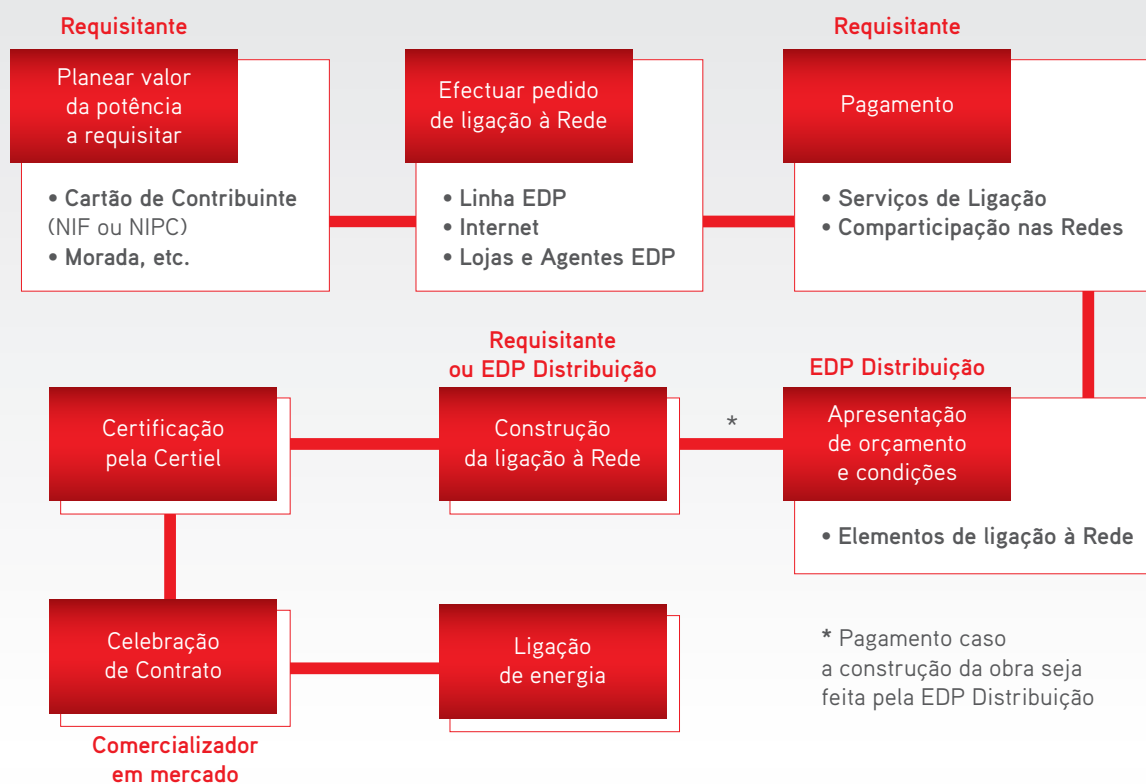 Requisitante
Planear valor
da potência
a requisitar
• Cartão de Contribuinte
(NIF ou NIPC)
• Morada, etc.
Efectuar pedido
de ligação à Rede
• Linha EDP
• Internet
• Lojas e Agentes EDP
Requisitante
Pagamento
• Serviços de Ligação
• Comparticipação nas Redes
EDP Distribuição
Apresentação
de orçamento
e condições
• Elementos de ligação à Rede
*
Requisitante
ou EDP Distribuição
Construção
da ligação à Rede
Certificação
pela Certiel
Celebração
de Contrato
Comercializador
em mercado
Ligação
de energia
* Pagamento caso
a construção da obra seja
feita pela EDP Distribuição